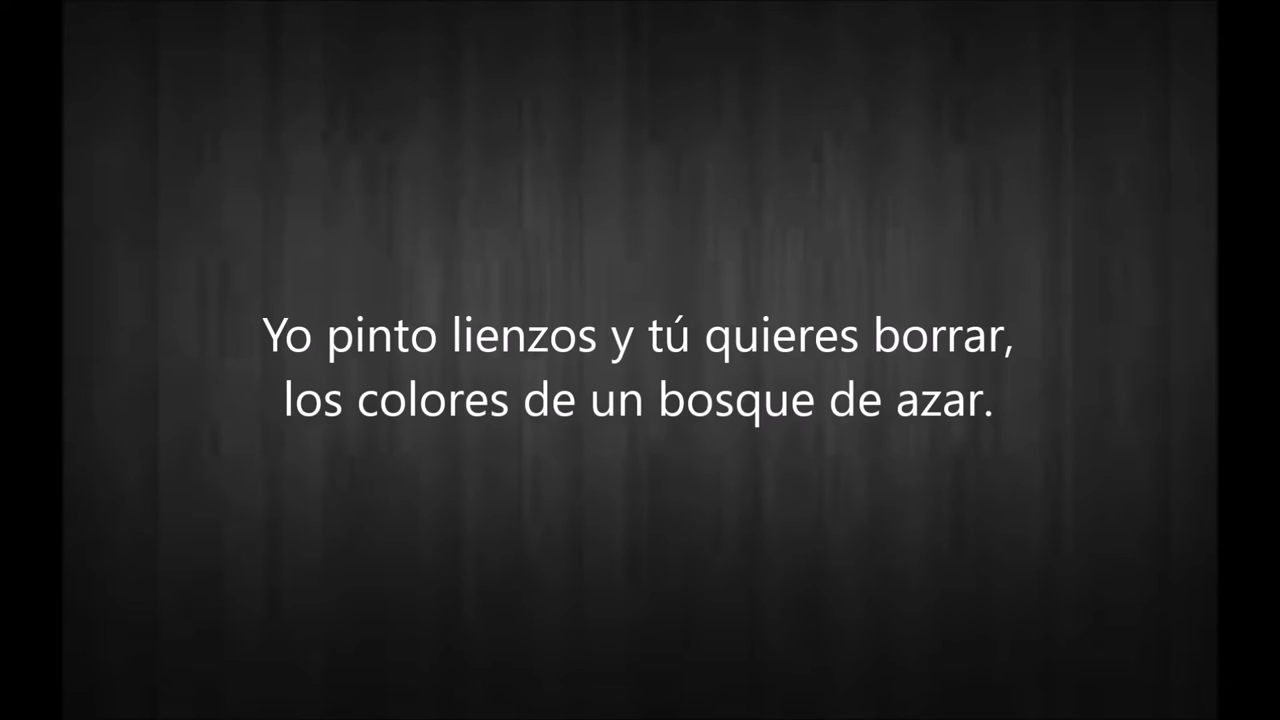 Yo pinto lienzos y tú quieres borrar,
los colores de un bosque de azar.